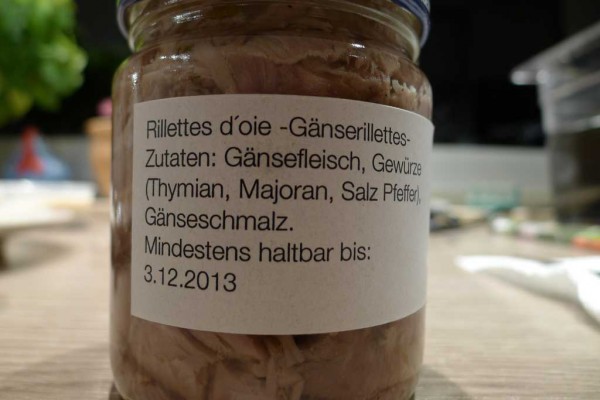 Rillettes d´oie -Gänserillettes-
Zutaten: Gänsefleisch, Gewürze
(Thymian, Majoran, Salz Pfeffer),
Gänseschmalz.
Mindestens haltbar bis:
3.12.2013